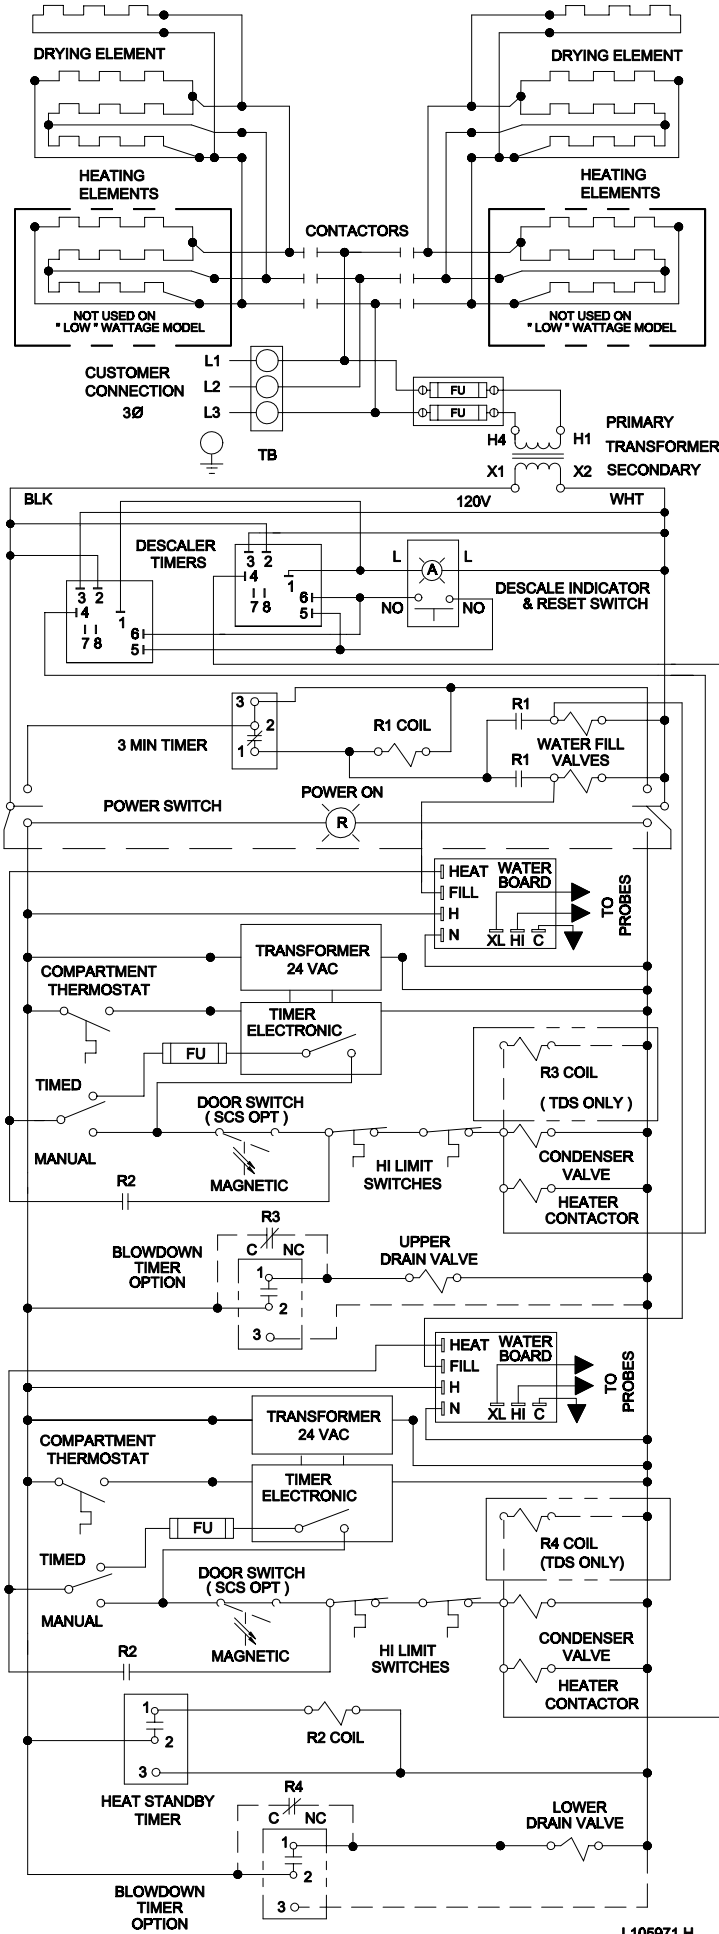 DRYING ELEMENT
DRYING ELEMENT
HEATING
ELEMENTS
HEATING
ELEMENTS
CONTACTORS
NOT USED ON
" LOW " WATTAGE MODEL
NOT USED ON
" LOW " WATTAGE MODEL
CUSTOMER
CONNECTION
3Ø
L1
L2
L3
TB
FU
FU
H4
H1
PRIMARY
TRANSFORMER
SECONDARY
X1
X2
BLK
120V
WHT
DESCALER
TIMERS
3 2
4
1
7 8
6
5
3 2
4
1
7 8
6
5
L
A
L
NO
NO
DESCALE INDICATOR
& RESET SWITCH
3 MIN TIMER
3
2
1
R1 COIL
R1
R1
WATER FILL
VALVES
POWER SWITCH
POWER ON
R
HEAT
FILL
H
N
WATER
BOARD
XL HI C
TO
PROBES
TRANSFORMER
24 VAC
COMPARTMENT
THERMOSTAT
TIMER
ELECTRONIC
FU
TIMED
MANUAL
DOOR SWITCH
( SCS OPT )
MAGNETIC
R3 COIL
( TDS ONLY )
HI LIMIT
SWITCHES
CONDENSER
VALVE
HEATER
CONTACTOR
R2
R3
C NC
BLOWDOWN
TIMER
OPTION
1
2
3
UPPER
DRAIN VALVE
HEAT
FILL
H
N
WATER
BOARD
XL HI C
TO
PROBES
TRANSFORMER
24 VAC
COMPARTMENT
THERMOSTAT
TIMER
ELECTRONIC
FU
TIMED
MANUAL
DOOR SWITCH
( SCS OPT )
MAGNETIC
R4 COIL
(TDS ONLY)
HI LIMIT
SWITCHES
CONDENSER
VALVE
HEATER
CONTACTOR
R2
1
2
3
R2 COIL
HEAT STANDBY
TIMER
R4
C NC
1
2
3
LOWER
DRAIN VALVE
BLOWDOWN
TIMER
OPTION